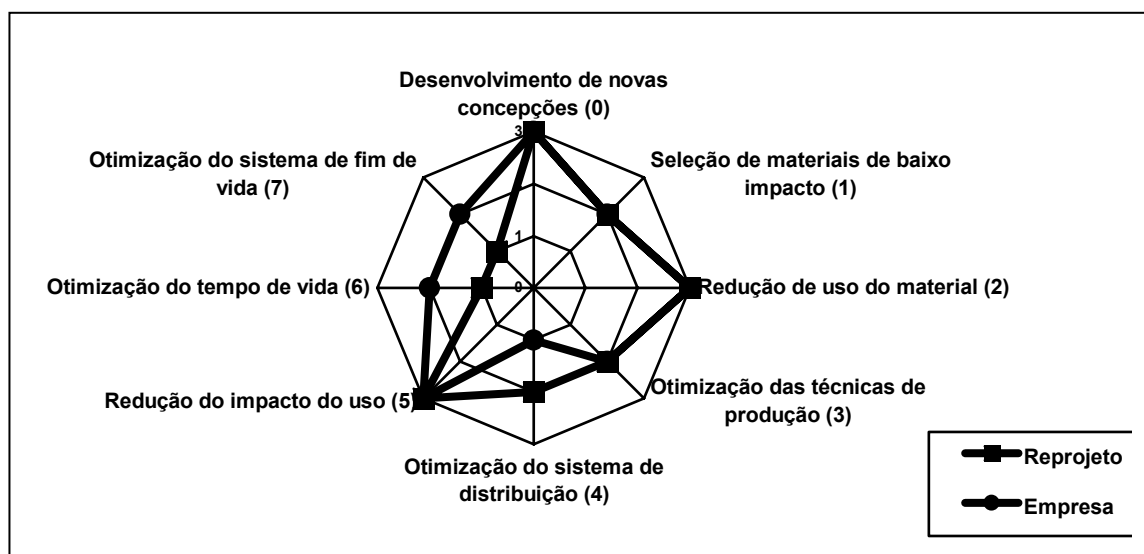 Desenvolvimento de novas
concepções (0)
3
Otimização do sistema de fim de
vida (7)
Seleção de materiais de baixo
impacto (1)
1
Otimização do tempo de vida (6)
0
Redução de uso do material (2)
Redução do impacto do uso (5)
Otimização das técnicas de
produção (3)
Otimização do sistema de
distribuição (4)
Reprojeto
Empresa